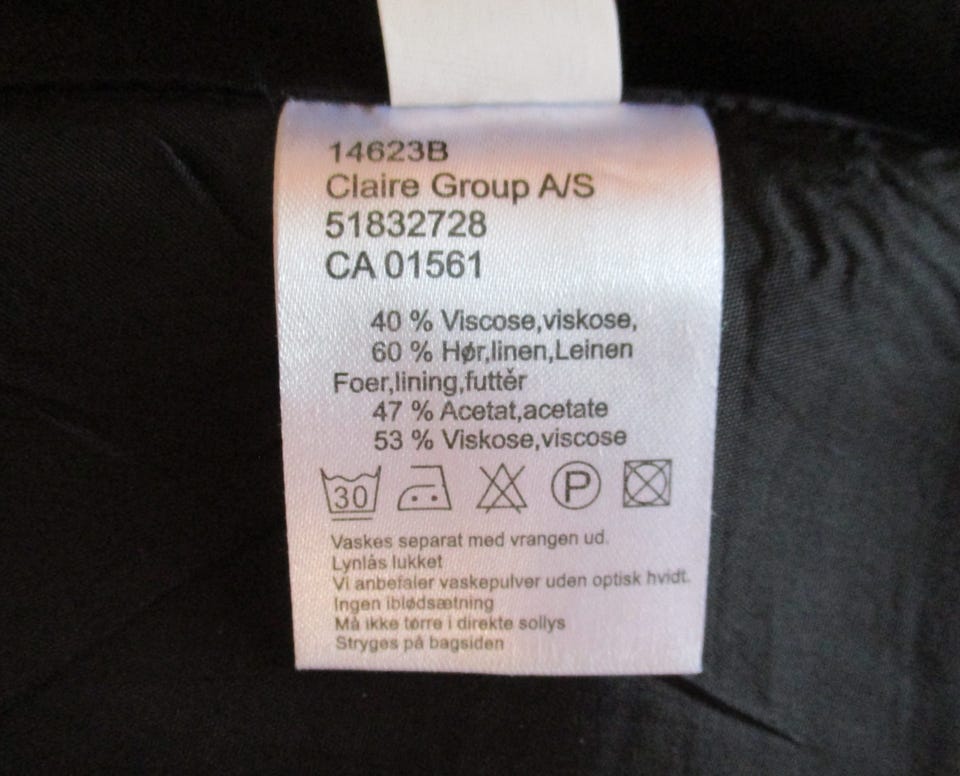 14623B
Claire Group A/S
51832728
CA 01561
40 % Viscose,viskose,
60 % Hør,linen,Leinen
Foer,lining,futtěr
47 % Acetat,acetate
53 % Viskose,viscose
30 P
Vaskes separat med vrangen ud.
Lynlås lukket
Vi anbefaler vaskepulver uden optisk hvidt.
Ingen iblødsætning
Må ikke tørre i direkte sollys
Stryges på bagsiden